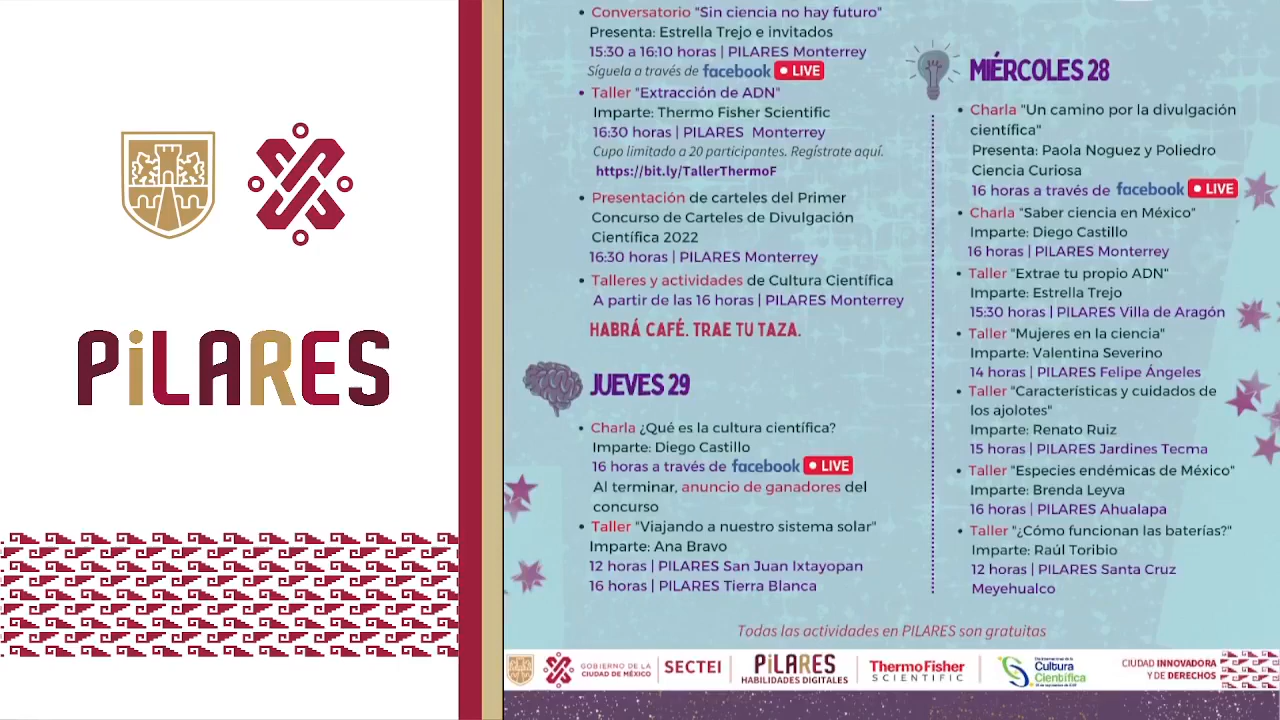 PiLARES
• Conversatorio "Sin ciencia no hay futuro"
Presenta: Estrella Trejo e invitados
15:30 a 16:10 horas | PILARES Monterrey
Síguela a través de facebook LIVE
• Taller "Extracción de ADN"
Imparte: Thermo Fisher Scientific
16:30 horas | PILARES Monterrey
Cupo limitado a 20 participantes. Regístrate aquí.
https://bit.ly/TallerThermoF
• Presentación de carteles del Primer
Concurso de Carteles de Divulgación
Científica 2022
16:30 horas | PILARES Monterrey
• Talleres y actividades de Cultura Científica
A partir de las 16 horas | PILARES Monterrey
HABRÁ CAFÉ. TRAE TU TAZA.
JUEVES 29
• Charla ¿Qué es la cultura científica?
Imparte: Diego Castillo
16 horas a través de facebook LIVE
Al terminar, anuncio de ganadores del
concurso
• Taller "Viajando a nuestro sistema solar"
Imparte: Ana Bravo
12 horas | PILARES San Juan Ixtayopan
16 horas | PILARES Tierra Blanca
MIÉRCOLES 28
• Charla "Un camino por la divulgación
científica"
Presenta: Paola Noguez y Poliedro
Ciencia Curiosa
16 horas a través de facebook LIVE
• Charla "Saber ciencia en México"
Imparte: Diego Castillo
16 horas | PILARES Monterrey
• Taller "Extrae tu propio ADN"
Imparte: Estrella Trejo
15:30 horas | PILARES Villa de Aragón
• Taller "Mujeres en la ciencia"
Imparte: Valentina Severino
14 horas | PILARES Felipe Ángeles
• Taller "Características y cuidados de
los ajolotes"
Imparte: Renato Ruiz
15 horas | PILARES Jardines Tecma
• Taller "Especies endémicas de México"
Imparte: Brenda Leyva
16 horas | PILARES Ahualapa
• Taller "¿Cómo funcionan las baterías?"
Imparte: Raúl Toribio
12 horas | PILARES Santa Cruz
Meyehualco
Todas las actividades en PILARES son gratuitas
GOBIERNO DE LA
CIUDAD DE MÉXICO
SECTEI
PiLARES
HABILIDADES DIGITALES
ThermoFisher
SCIENTIFIC
Cultura
Científica
CIUDAD INNOVADORA
Y DE DERECHOS